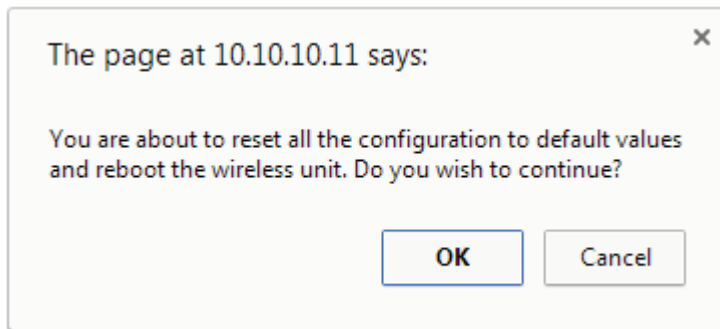 The page at 10.10.10.11 says:
You are about to reset all the configuration to default values
and reboot the wireless unit. Do you wish to continue?
OK
Cancel